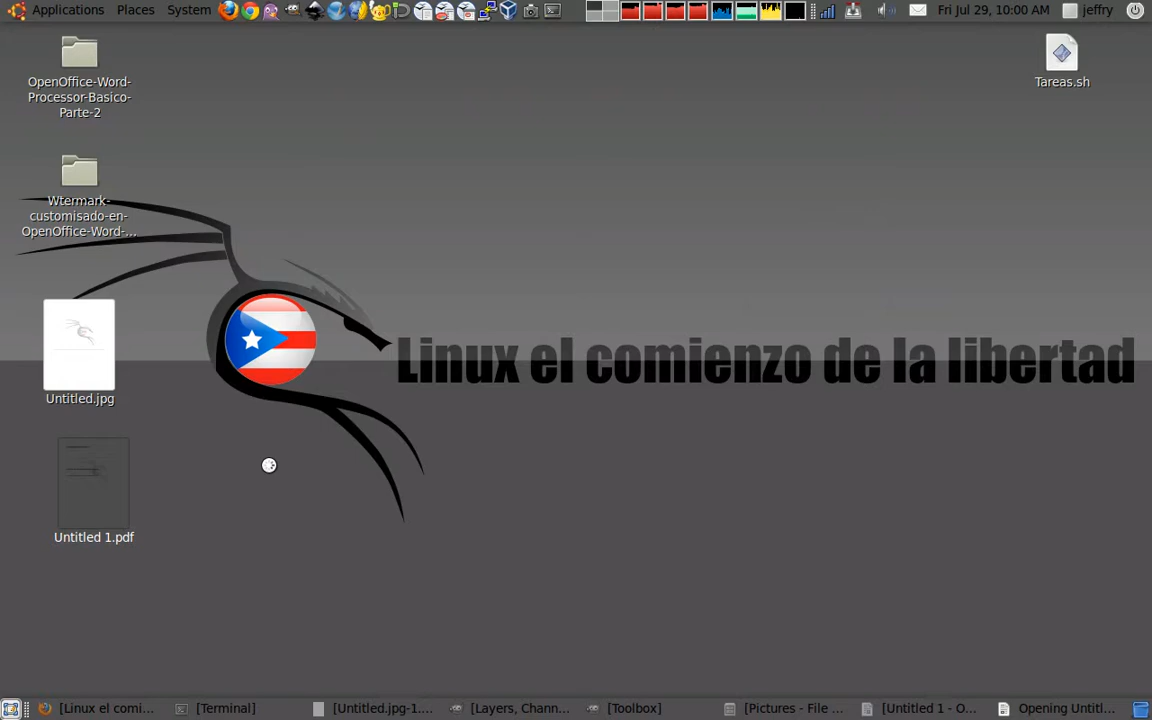 Applications Places System Fri Jul 29, 10:00 AM jeffry
OpenOffice-Word-
Processor-Basico-
Parte-2
Tareas.sh
Wtermark-
customisado-en-
OpenOffice-Word-...
Linux el comienzo de la libertad
Untitled.jpg
Untitled 1.pdf
[Linux el comi... [Terminal] [Untitled.jpg-1.... [Layers, Chann... [Toolbox] [Pictures - File ... [Untitled 1 - O... Opening Untitl...